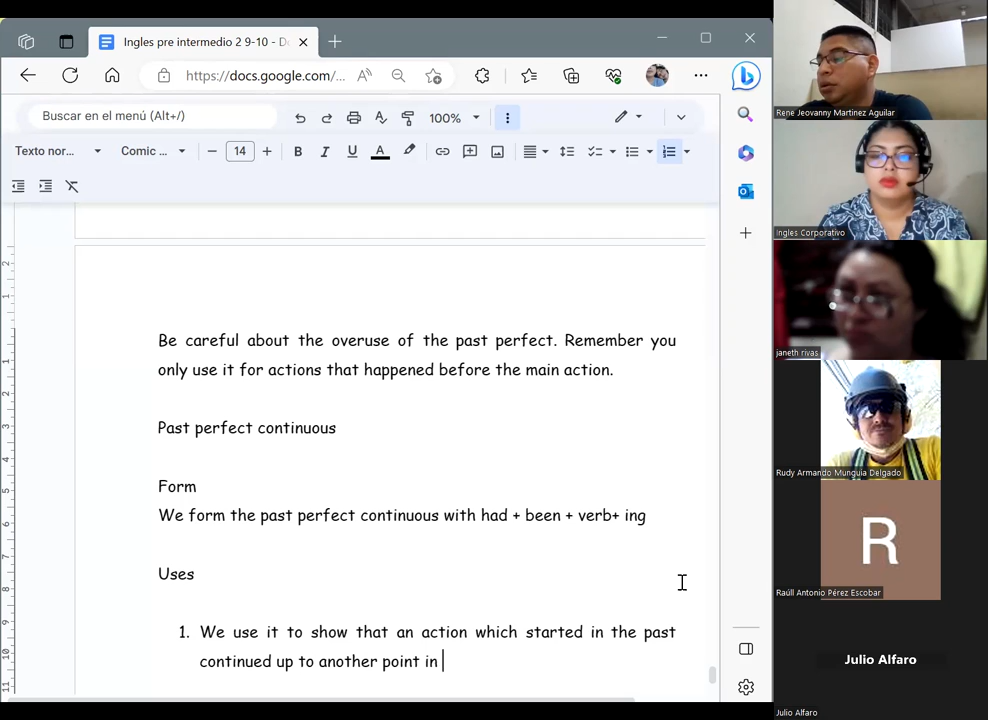 Ingles pre intermedio 2 9-10 - D
https://docs.google.com/...
Buscar en el menú (Alt+/)
100%
Texto nor...
Comic ...
14
Be careful about the overuse of the past perfect. Remember you
only use it for actions that happened before the main action.
Past perfect continuous
Form
We form the past perfect continuous with had + been + verb+ ing
Uses
1. We use it to show that an action which started in the past
continued up to another point in
Rene Jeovanny Martinez Aguilar
Ingles Corporativo
janeth rivas
Rudy Armando Munguia Delgado
R
Raúll Antonio Pérez Escobar
Julio Alfaro
Julio Alfaro